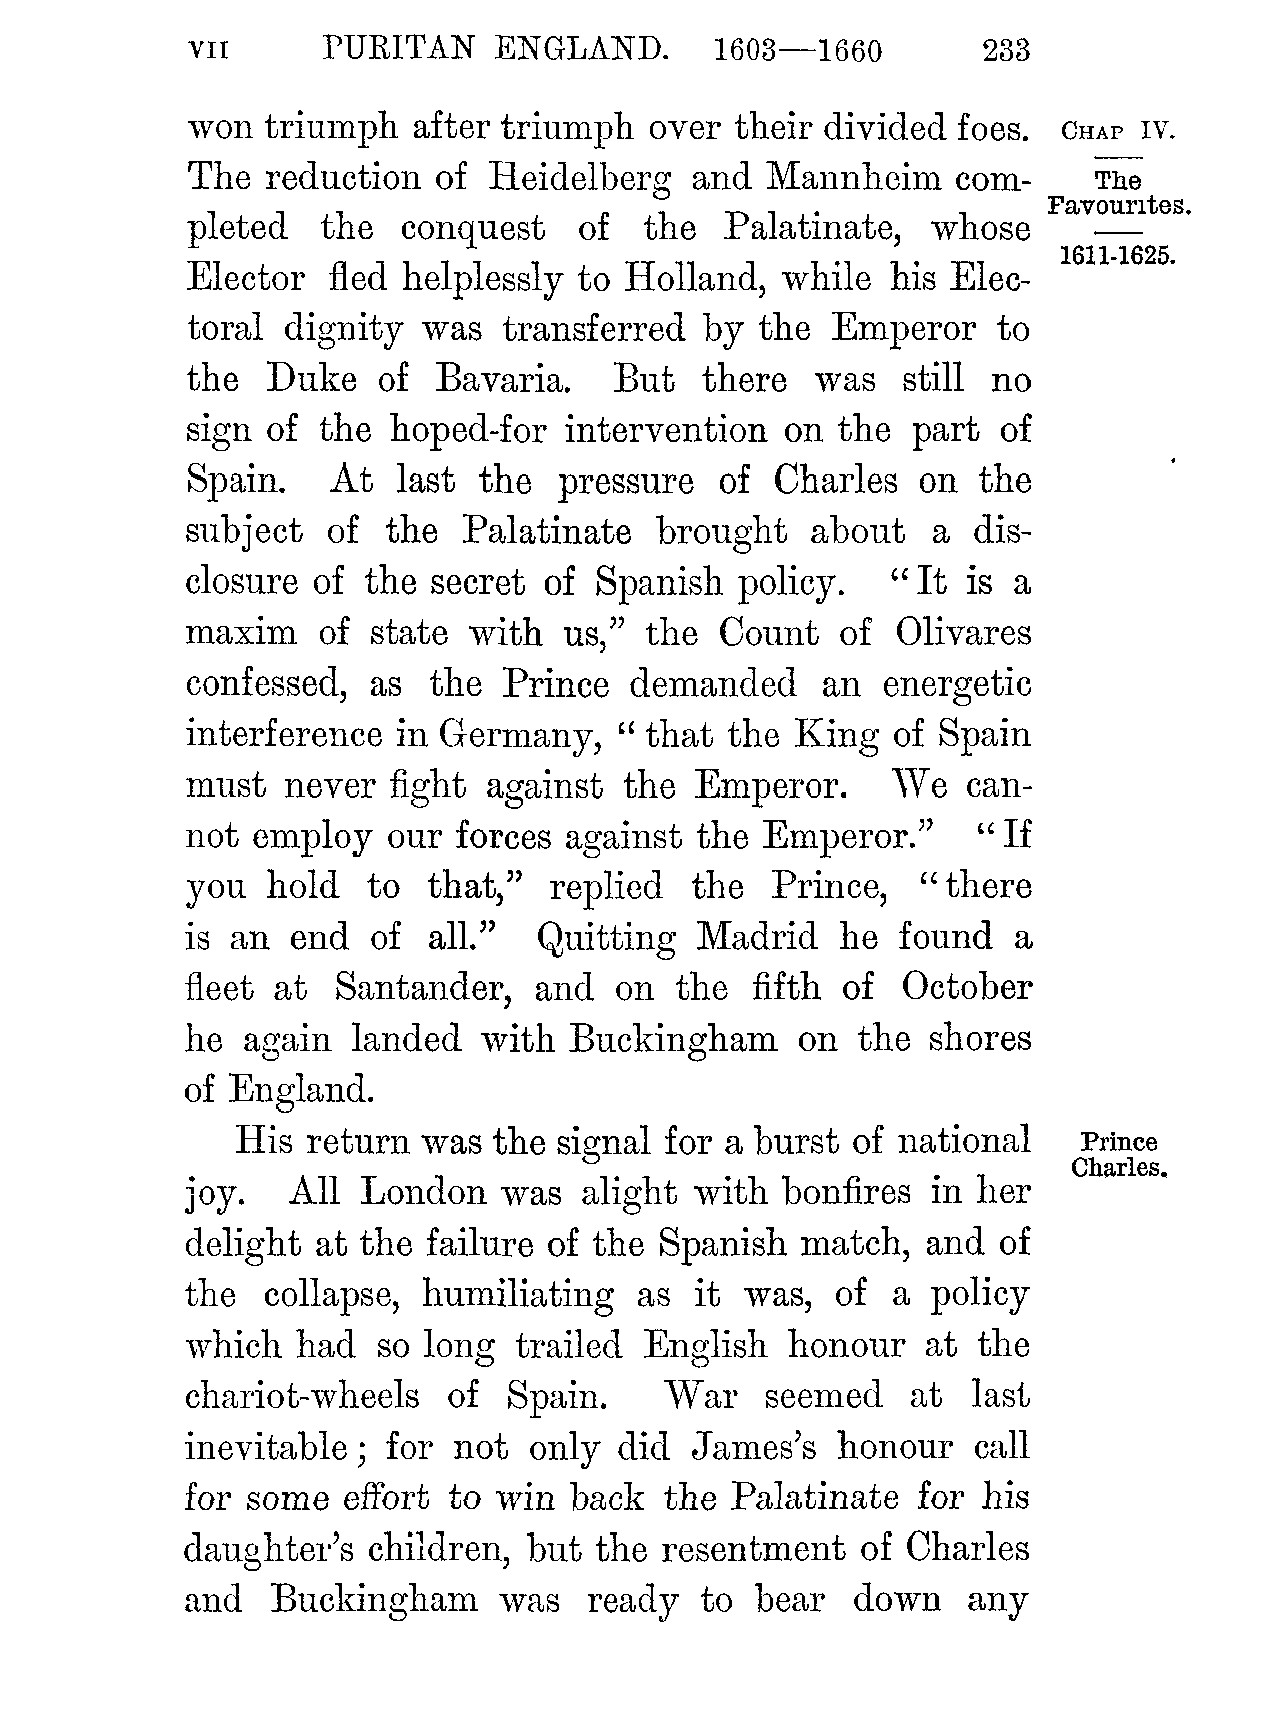 VII PURITAN ENGLAND. 1603—1660 233
won triumph after triumph over their divided foes.
The reduction of Heidelberg and Mannheim com-
pleted the conquest of the Palatinate, whose
Elector fled helplessly to Holland, while his Elec-
toral dignity was transferred by the Emperor to
the Duke of Bavaria. But there was still no
sign of the hoped-for intervention on the part of
Spain. At last the pressure of Charles on the
subject of the Palatinate brought about a dis-
closure of the secret of Spanish policy. "It is a
maxim of state with us," the Count of Olivares
confessed, as the Prince demanded an energetic
interference in Germany, "that the King of Spain
must never fight against the Emperor. We can-
not employ our forces against the Emperor." "If
you hold to that," replied the Prince, "there
is an end of all." Quitting Madrid he found a
fleet at Santander, and on the fifth of October
he again landed with Buckingham on the shores
of England.
His return was the signal for a burst of national
joy. All London was alight with bonfires in her
delight at the failure of the Spanish match, and of
the collapse, humiliating as it was, of a policy
which had so long trailed English honour at the
chariot-wheels of Spain. War seemed at last
inevitable; for not only did James's honour call
for some effort to win back the Palatinate for his
daughter's children, but the resentment of Charles
and Buckingham was ready to bear down any
CHAP IV.
The
Favourites.
1611-1625.
Prince
Charles.